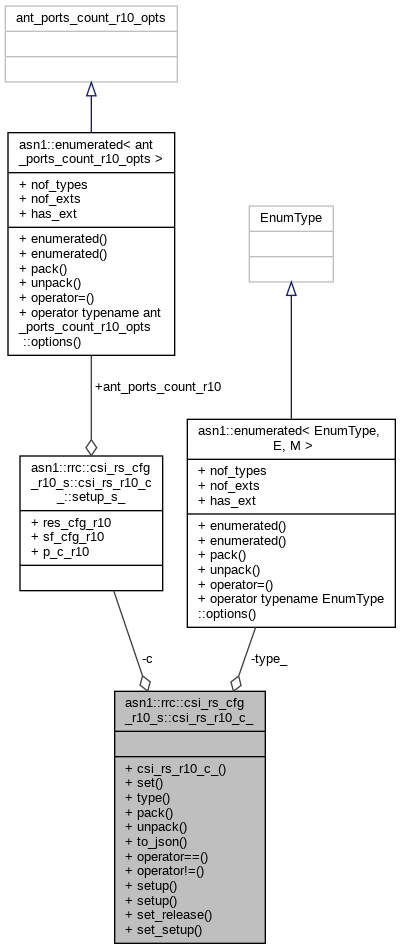 ant_ports_count_r10_opts
asn1::enumerated< ant
_ports_count_r10_opts >
+ nof_types
+ nof_exts
+ has_ext
+ enumerated()
+ enumerated()
+ pack()
+ unpack()
+ operator=()
+ operator typename ant
_ports_count_r10_opts
::options()
EnumType
+ant_ports_count_r10
asn1::enumerated< EnumType,
E, M >
+ nof_types
+ nof_exts
+ has_ext
+ enumerated()
+ enumerated()
+ pack()
+ unpack()
+ operator=()
+ operator typename EnumType
::options()
asn1::rrc::csi_rs_cfg
_r10_s::csi_rs_r10_c
_::setup_s_
+ res_cfg_r10
+ sf_cfg_r10
+ p_c_r10
-c
-type_
asn1::rrc::csi_rs_cfg
_r10_s::csi_rs_r10_c_
+ csi_rs_r10_c_()
+ set()
+ type()
+ pack()
+ unpack()
+ to_json()
+ operator==()
+ operator!=()
+ setup()
+ setup()
+ set_release()
+ set_setup()